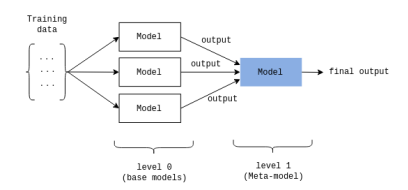 Training
data
...
...
...
Model
Model
Model
output
output
output
Model
final output
level 0
(base models)
level 1
(Meta-model)